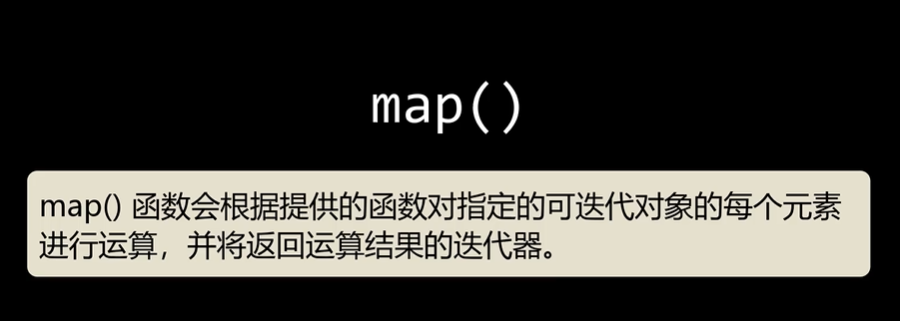 map()
map() 函数会根据提供的函数对指定的可迭代对象的每个元素
进行运算，并将返回运算结果的迭代器。